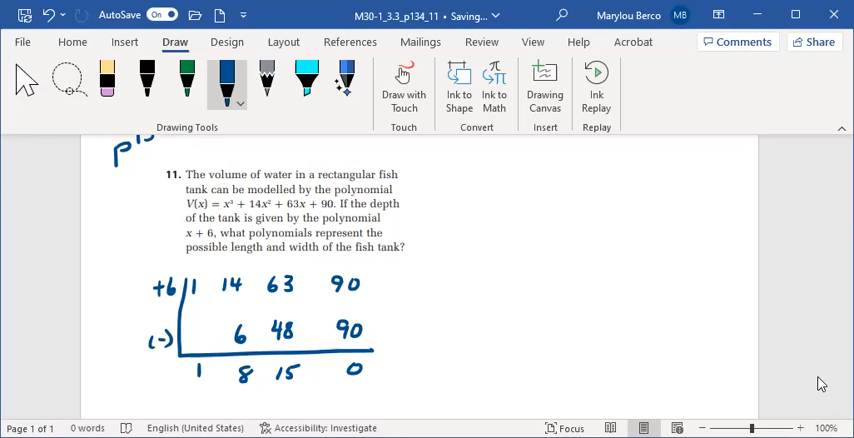 AutoSave On M30-1_3.3_p134_11 - Saving... Marylou Berco MB
File Home Insert Draw Design Layout References Mailings Review View Help Acrobat Comments Share
Draw with Touch Ink to Shape Ink to Math Drawing Canvas Ink Replay
Drawing Tools Touch Convert Insert Replay
11. The volume of water in a rectangular fish
tank can be modelled by the polynomial
V(x) = x³ + 14x² + 63x + 90. If the depth
of the tank is given by the polynomial
x + 6, what polynomials represent the
possible length and width of the fish tank?
+6 1 14 63 90
(-) 6 48 90
1 8 15 0
Page 1 of 1 0 words English (United States) Accessibility: Investigate Focus 100%